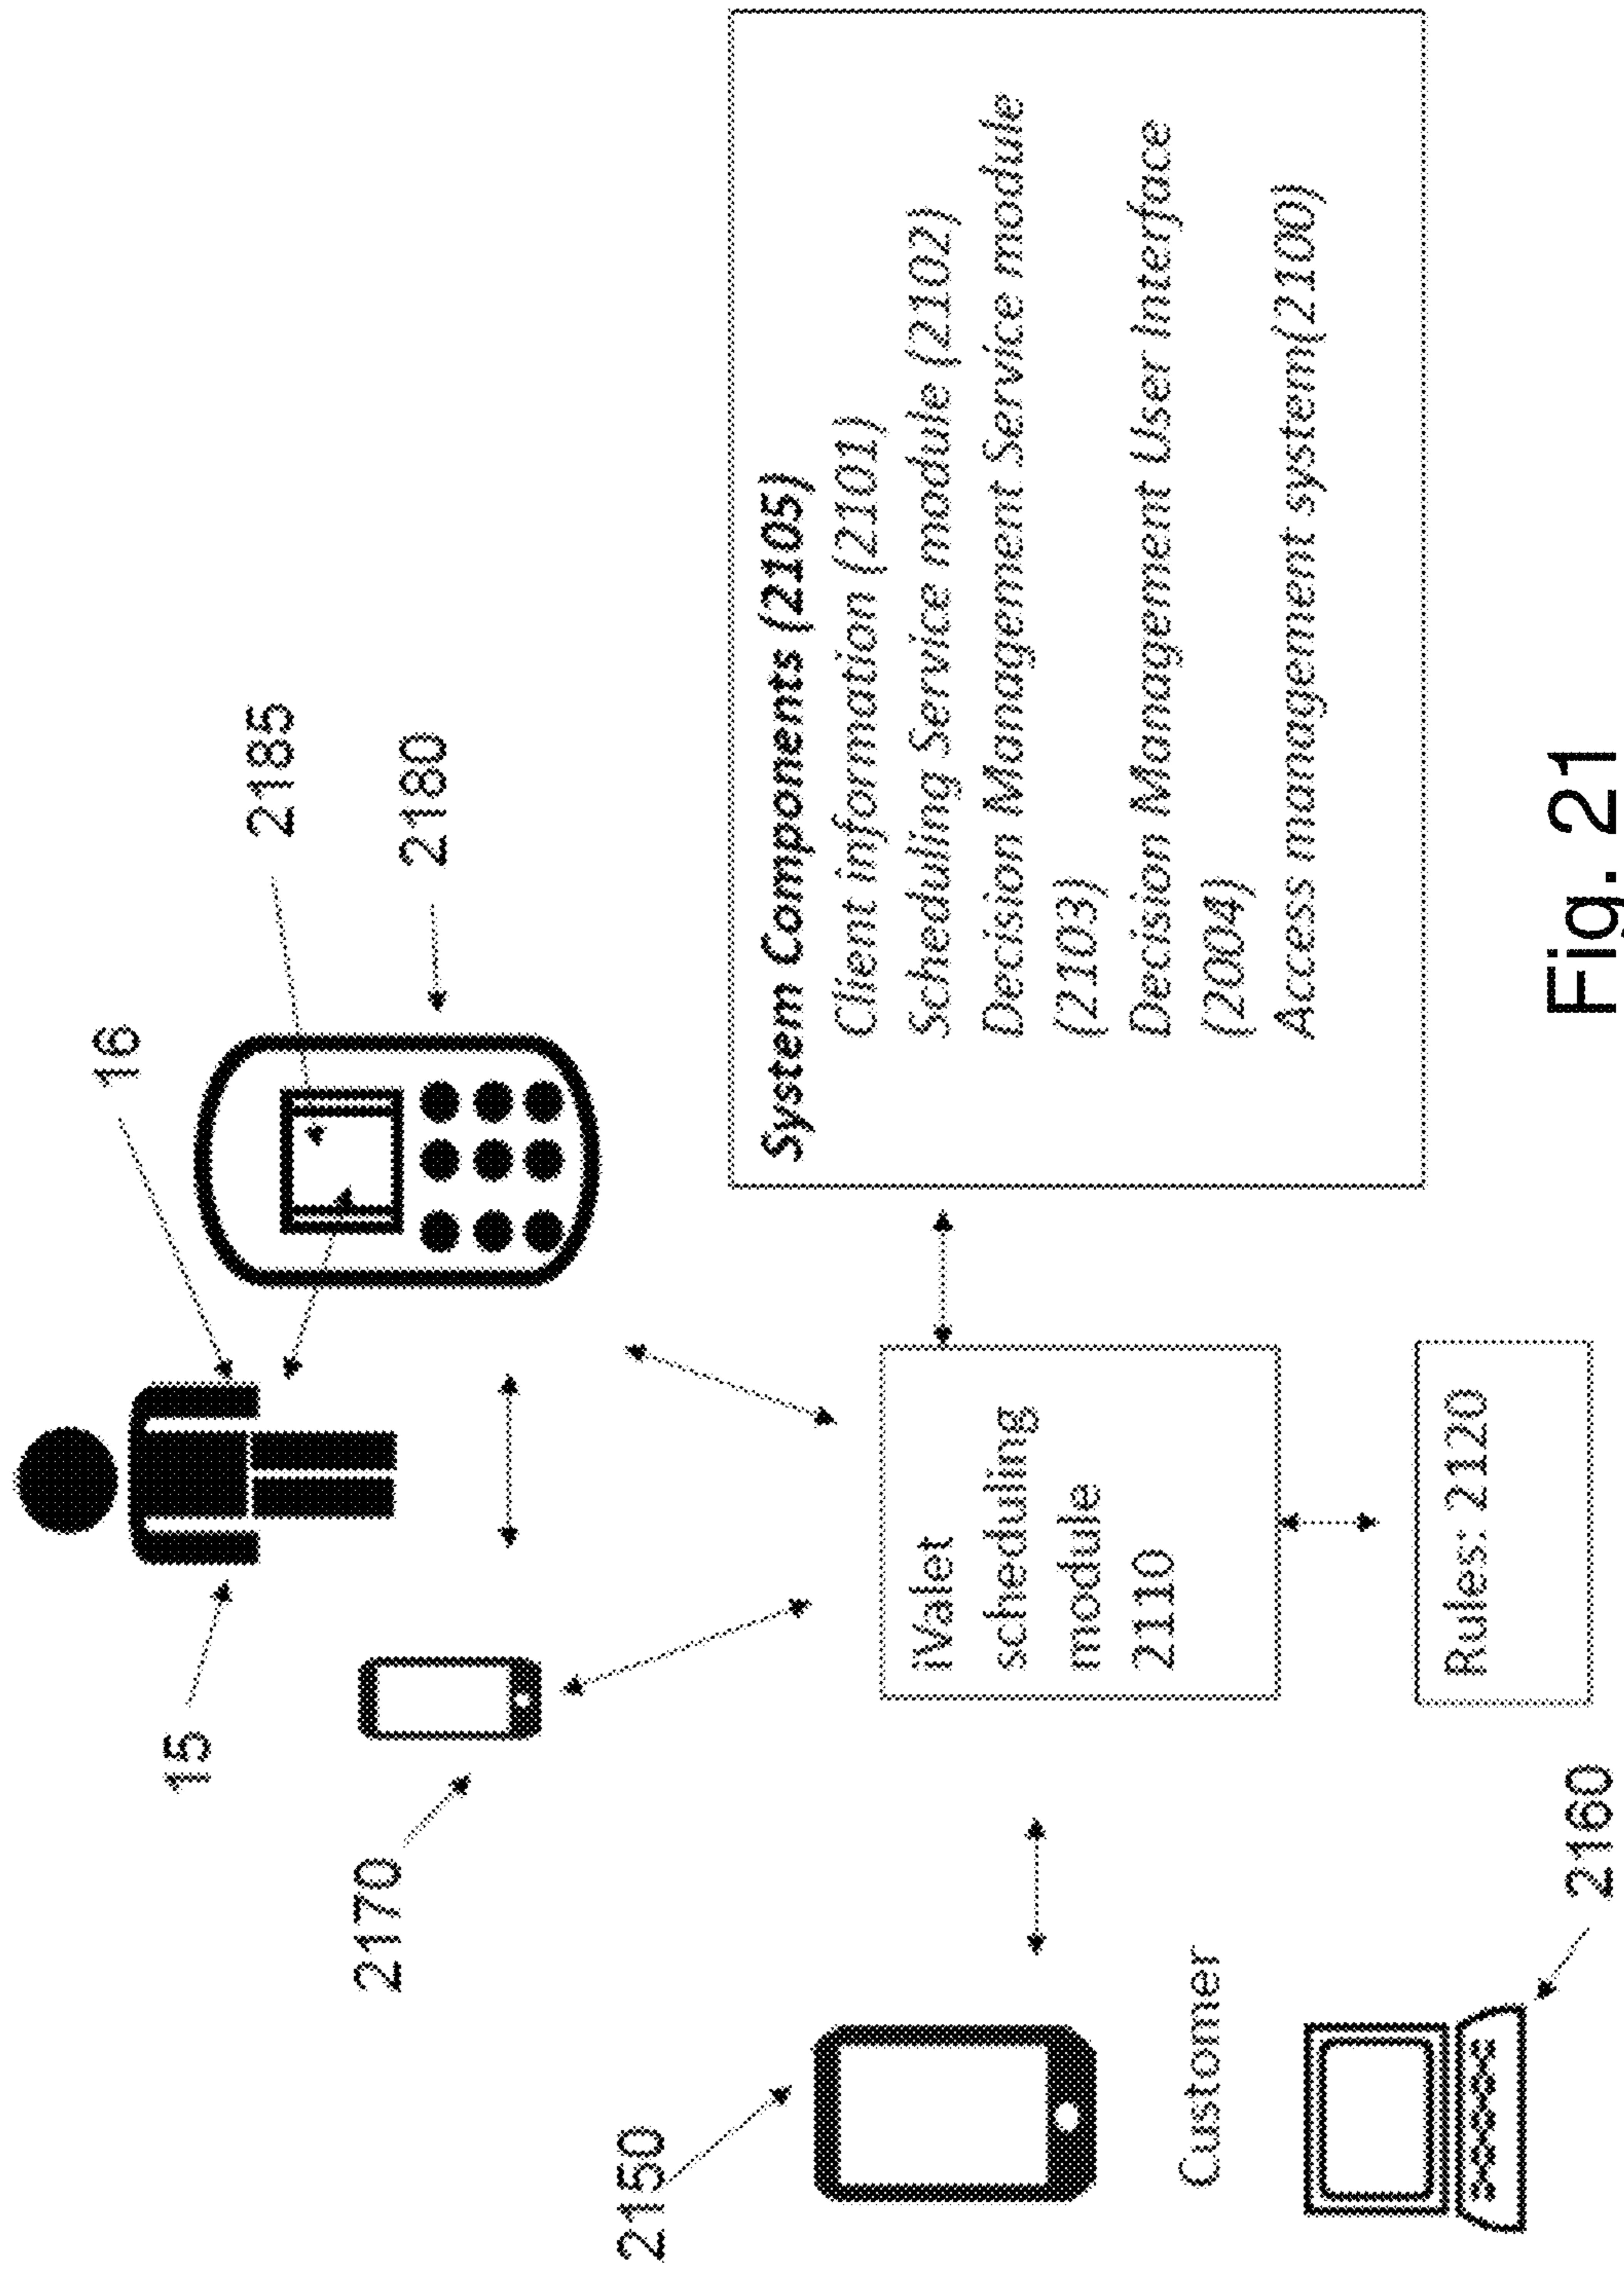 16
15
2185
2170
2180
2150
iValet
scheduling
module
2110
Customer
Rules: 2120
2160
System Components (2105)
Client information (2101)
Scheduling Service module (2102)
Decision Management Service module
(2103)
Decision Management User Interface
(2004)
Access management system(2100)
Fig. 21